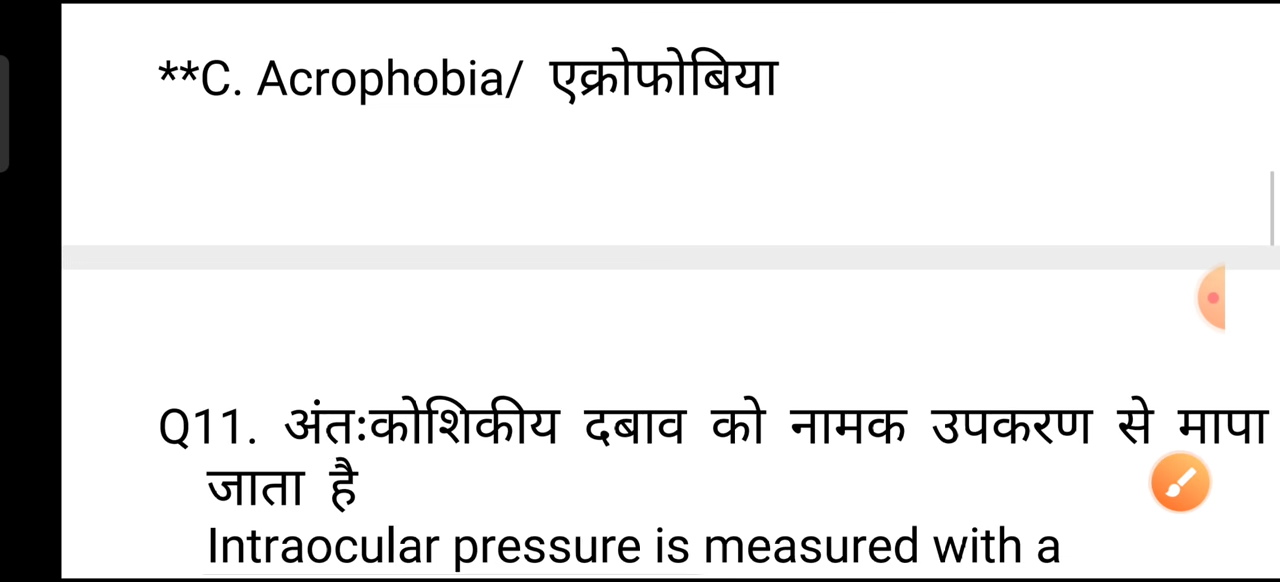 **C. Acrophobia/ एक्रोफोबिया
Q11. अंतःकोशिकीय दबाव को नामक उपकरण से मापा
जाता है
Intraocular pressure is measured with a